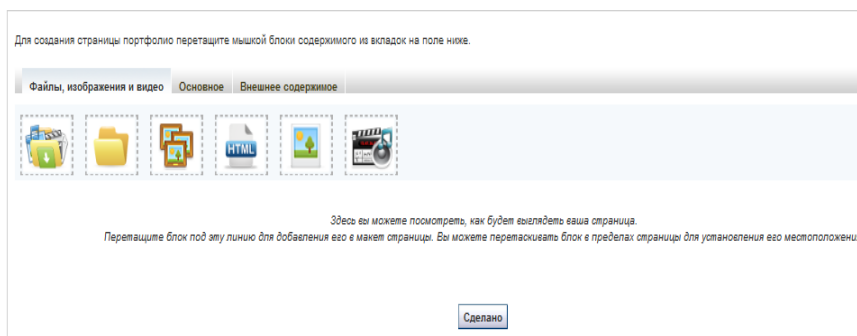 Для создания страницы портфолио перетащите мышкой блоки содержимого из вкладок на поле ниже.
Файлы, изображения и видео Основное Внешнее содержимое
HTML
Здесь вы можете посмотреть, как будет выглядеть ваша страница.
Перетащите блок под эту линию для добавления его в макет страницы. Вы можете перетаскивать блок в пределах страницы для установления его местоположени
Сделано